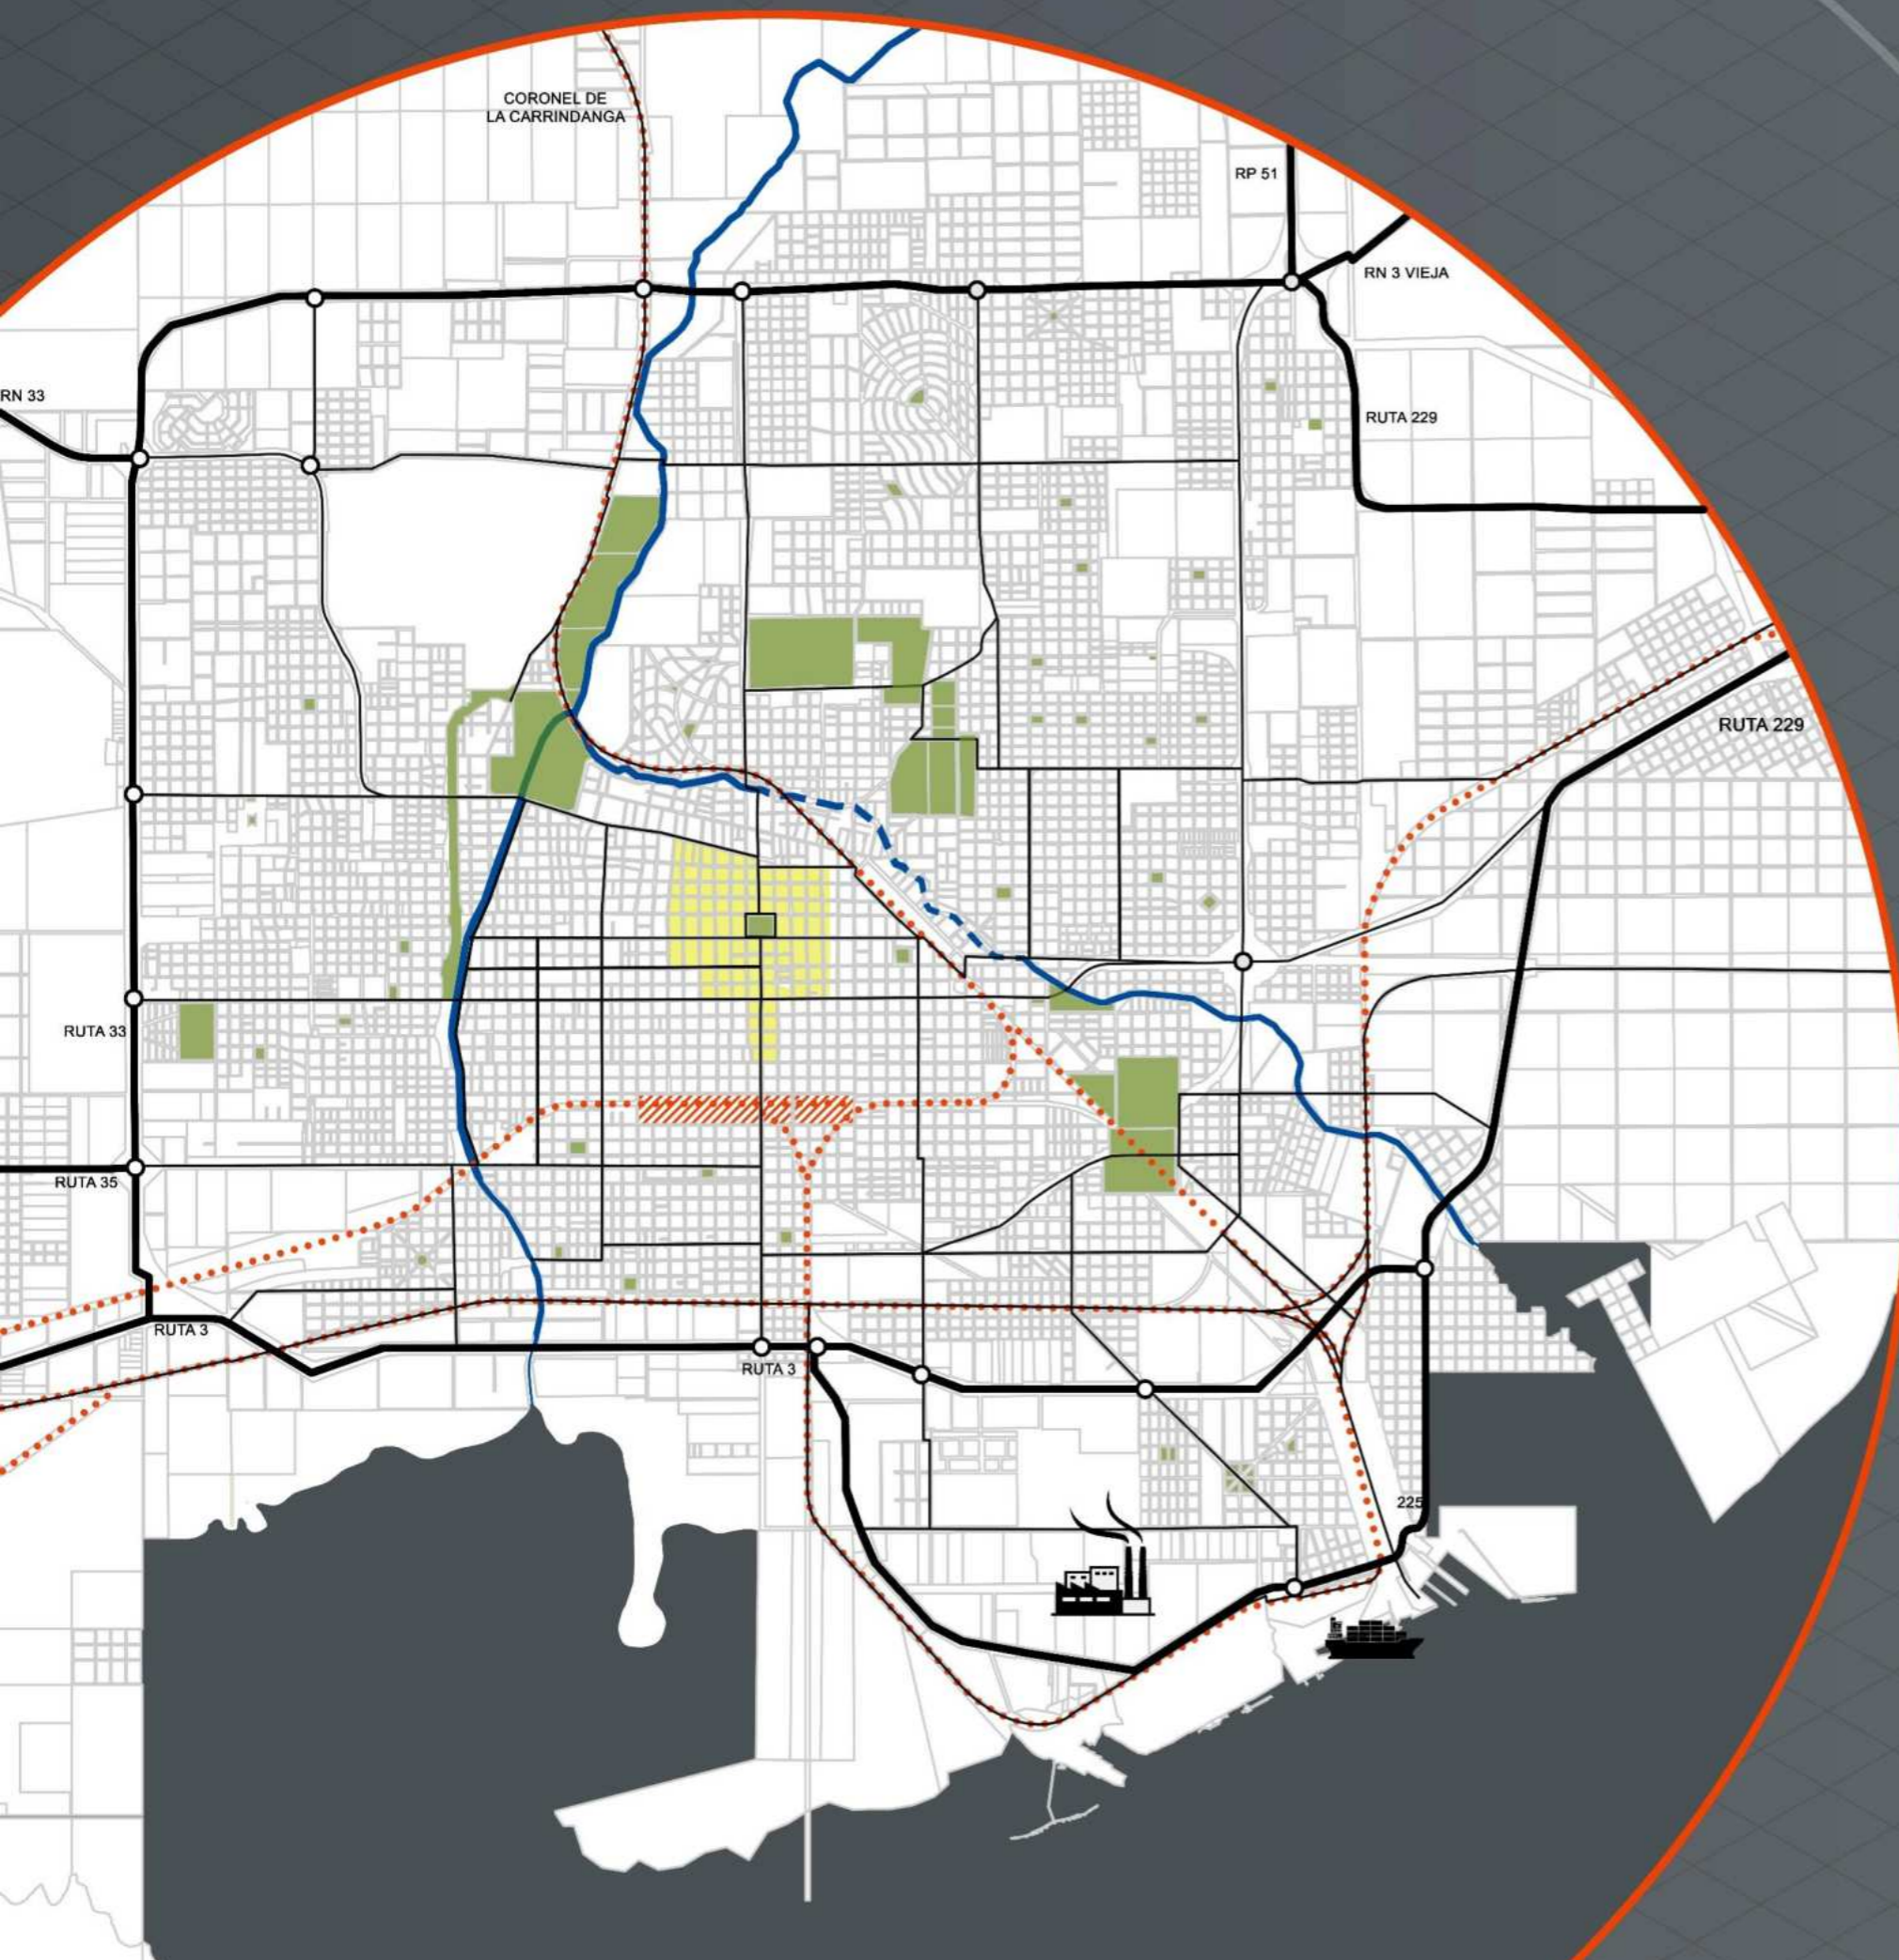 CORONEL DE
LA CARRINDANGA
RP 51
RN 3 VIEJA
RN 33
RUTA 229
RUTA 229
RUTA 33
RUTA 35
RUTA 3
RUTA 3
225